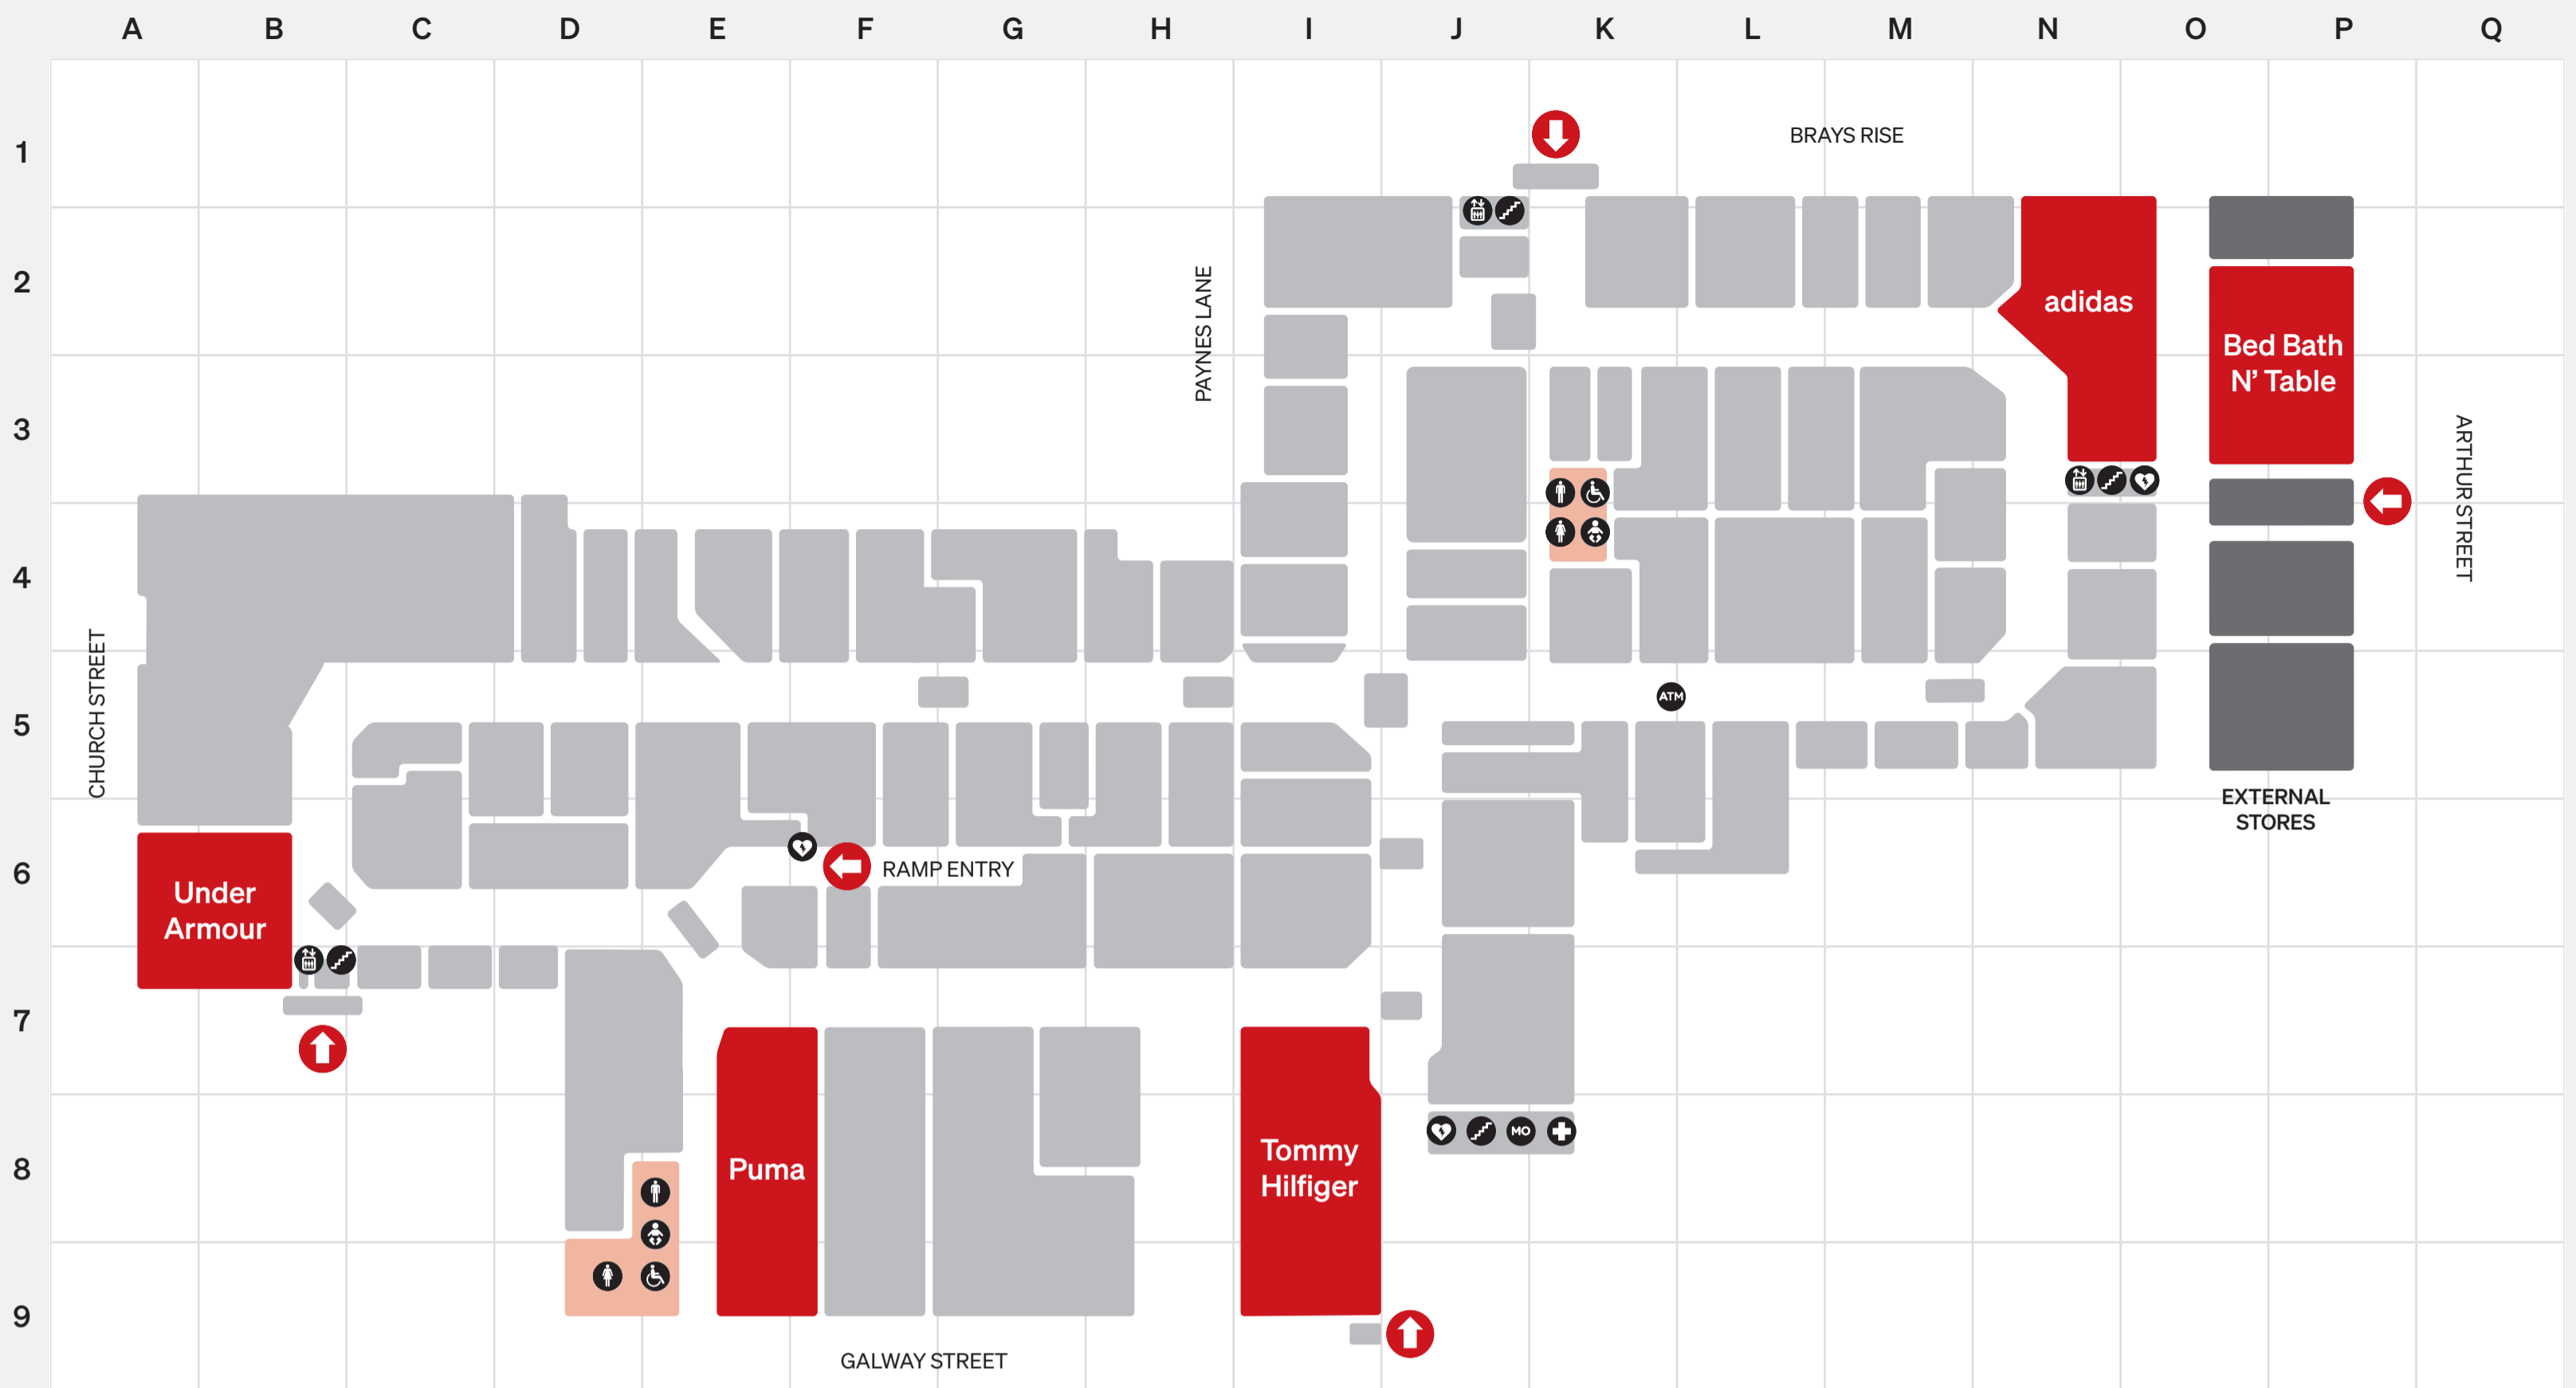 A B C D E F G H I J K L M N O P Q
1
BRAYS RISE
2
adidas
PAYNES LANE
Bed Bath
N' Table
3
ARTHUR STREET
4
CHURCH STREET
ATM
5
EXTERNAL
STORES
6
RAMP ENTRY
Under
Armour
7
8
MO
Puma
Tommy
Hilfiger
9
GALWAY STREET